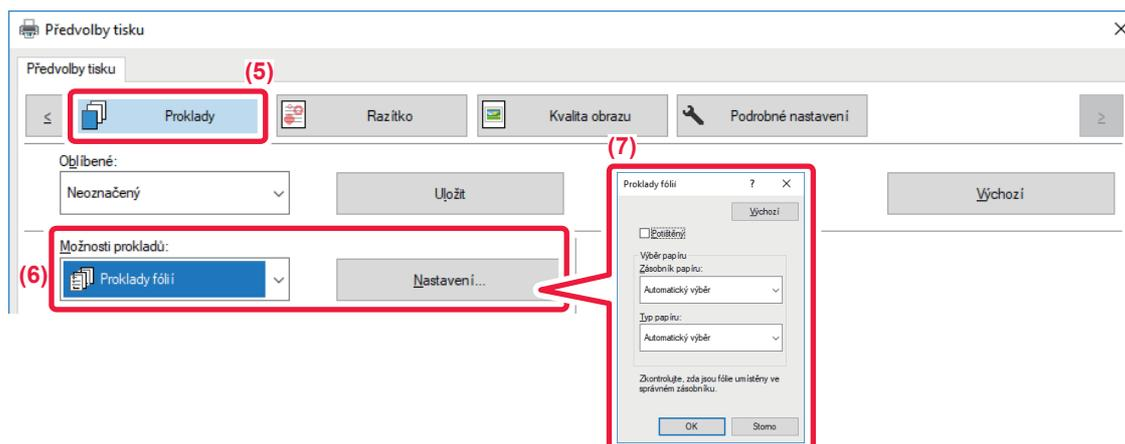 Předvolby tisku
Předvolby tisku
(5)
<
Proklady
Razítko
Kvalita obrazu
Podrobné nastavení
>
(7)
Oblíbené:
Neoznačený
Uložit
Výchozí
(6)
Možnosti prokladů:
Proklady fólií
Nastavení...
Proklady fólií
?
Výchozí
Potištěný
Výběr papíru
Zásobník papíru:
Automatický výběr
Typ papíru:
Automatický výběr
Zkontrolujte, zda jsou fólie umístěny ve
správném zásobníku.
OK
Storno